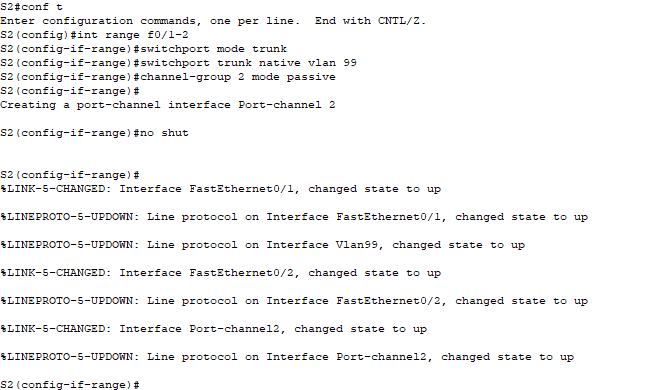 S2#conf t
Enter configuration commands, one per line.  End with CNTL/Z.
S2(config)#int range f0/1-2
S2(config-if-range)#switchport mode trunk
S2(config-if-range)#switchport trunk native vlan 99
S2(config-if-range)#channel-group 2 mode passive
S2(config-if-range)#
Creating a port-channel interface Port-channel 2
S2(config-if-range)#no shut
S2(config-if-range)#
%LINK-5-CHANGED: Interface FastEthernet0/1, changed state to up
%LINEPROTO-5-UPDOWN: Line protocol on Interface FastEthernet0/1, changed state to up
%LINEPROTO-5-UPDOWN: Line protocol on Interface Vlan99, changed state to up
%LINK-5-CHANGED: Interface FastEthernet0/2, changed state to up
%LINEPROTO-5-UPDOWN: Line protocol on Interface FastEthernet0/2, changed state to up
%LINK-5-CHANGED: Interface Port-channel2, changed state to up
%LINEPROTO-5-UPDOWN: Line protocol on Interface Port-channel2, changed state to up
S2(config-if-range)#